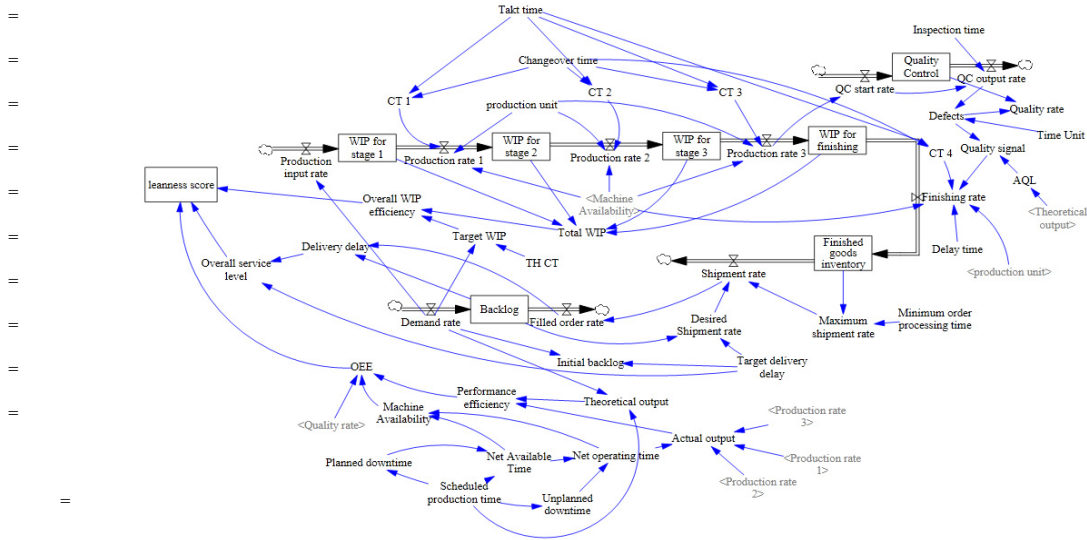 =
Takt time
Inspection time
=
Changeover time
Quality
Control
QC output rate
QC start rate
CT 1
CT 2
CT 3
=
production unit
Defects
Quality rate
Time Unit
=
WIP for
stage 1
WIP for
stage 2
WIP for
stage 3
WIP for
finishing
Production
input rate
Production rate 1
Production rate 2
Production rate 3
CT 4
Quality signal
leanness score
AQL
=
Overall WIP
efficiency
<Machine
Availability>
Finishing rate
<Theoretical
output>
=
Delivery delay
Target WIP
Total WIP
Finished
goods
inventory
Delay time
Overall service
level
TH CT
<production unit>
=
Shipment rate
=
Demand rate
Backlog
Filled order rate
Desired
Shipment rate
Maximum
shipment rate
Minimum order
processing time
=
OEE
Initial backlog
Target delivery
delay
=
Performance
efficiency
Theoretical output
<Quality rate>
Machine
Availability
<Production rate
3>
Actual output
Planned downtime
Net Available
Time
Net operating time
<Production rate
1>
<Production rate
2>
Scheduled
production time
Unplanned
downtime
=